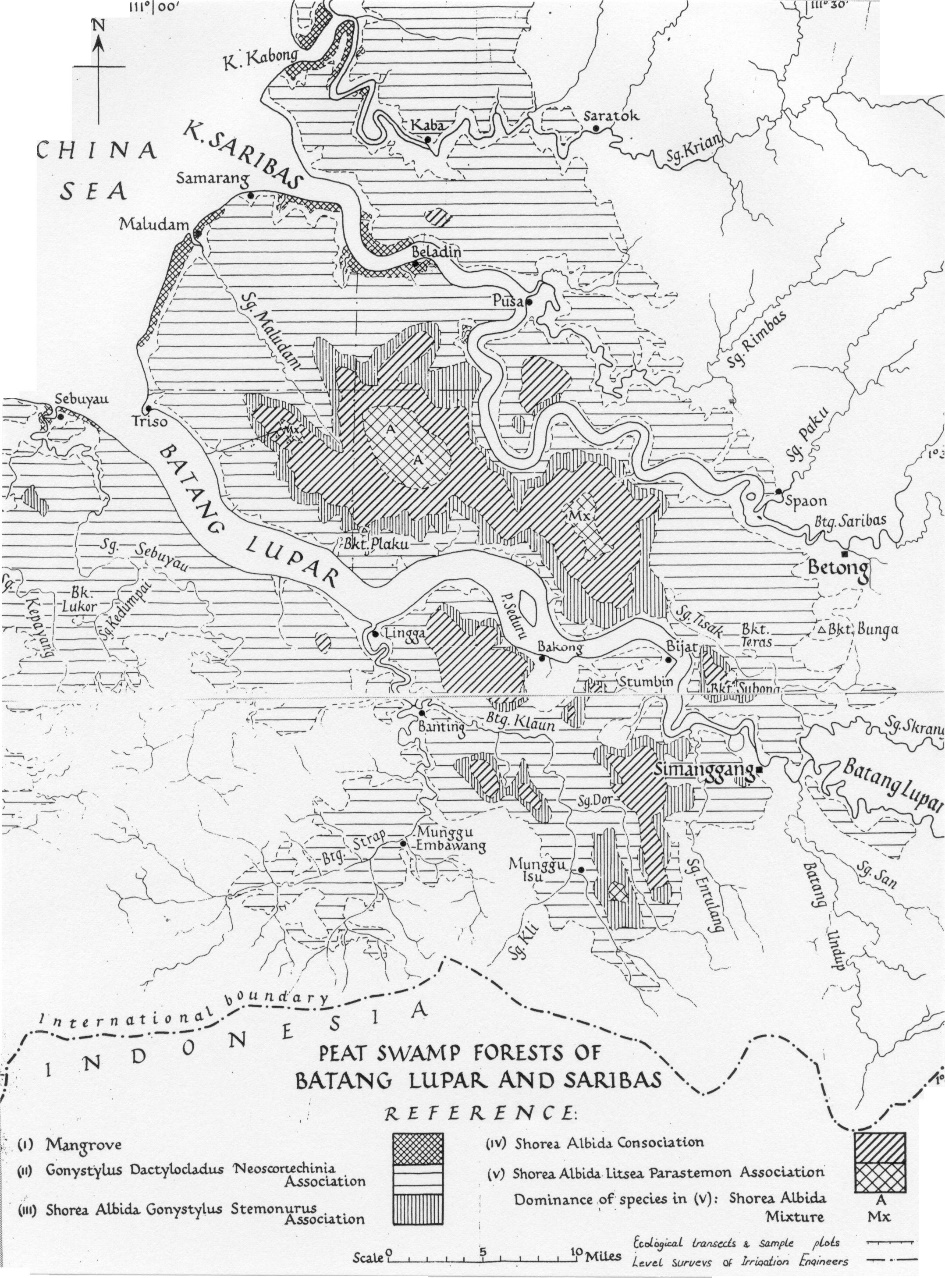 111° 00'
111° 30'
N
K. Kabong
Kaba
Saratok
Sg. Krian
CHINA
SEA
K. SARIBAS
Samarang
Maludam
Beladin
Pusa
Sg. Maludam
Sg. Rimbas
Sebuyau
Triso
Mx
A
A
Sg. Paku
BATANG LUPAR
Mx
Spaon
Btg. Saribas
Bkt. Plaku
Betong
Sg. Sebuyau
Sg. Kepayang
Bk. Lukor
Sg. Kedumpai
P. Seduru
Sg. Tisak
Lingga
Bkt. Teras
Bkt. Bunga
Bakong
Bijat
Stumbin
Bkt. Subong
Banting
Btg. Klaun
Sg. Skrang
Simanggang
Batang Lupar
Sg. Dor
Btg. Strap
Munggu
Embawang
Munggu
Isu
Sg. Entulang
Batang Undup
Sg. San
Sg. Kli
International boundary
INDONESIA
PEAT SWAMP FORESTS OF
BATANG LUPAR AND SARIBAS
REFERENCE:
(I) Mangrove
(II) Gonystylus Dactylocladus Neoscortechinia
Association
(III) Shorea Albida Gonystylus Stemonurus
Association
(IV) Shorea Albida Consociation
(V) Shorea Albida Litsea Parastemon Association
Dominance of species in (V): Shorea Albida
Mixture
A
Mx
Ecological transects & sample plots
Level surveys of Irrigation Engineers
Scale 0 5 10 Miles